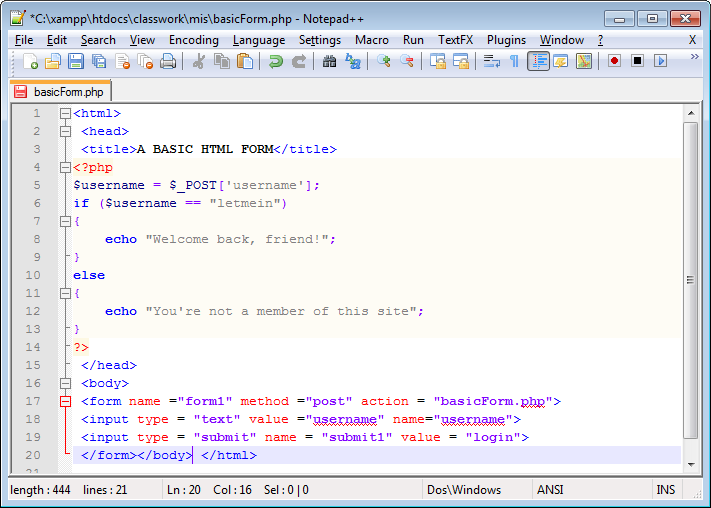 *C:\xampp\htdocs\classwork\mis\basicForm.php - Notepad++
File Edit Search View Encoding Language Settings Macro Run TextFX Plugins Window ? X
basicForm.php
1 <html>
2 <head>
3 <title>A BASIC HTML FORM</title>
4 <?php
5 $username = $_POST['username'];
6 if ($username == "letmein")
7 {
8 echo "Welcome back, friend!";
9 }
10 else
11 {
12 echo "You're not a member of this site";
13 }
14 ?>
15 </head>
16 <body>
17 <form name ="form1" method ="post" action = "basicForm.php">
18 <input type = "text" value ="username" name="username">
19 <input type = "submit" name = "submit1" value = "login">
20 </form></body> </html>
21
length : 444 lines : 21 Ln : 20 Col : 16 Sel : 0 | 0 Dos\Windows ANSI INS